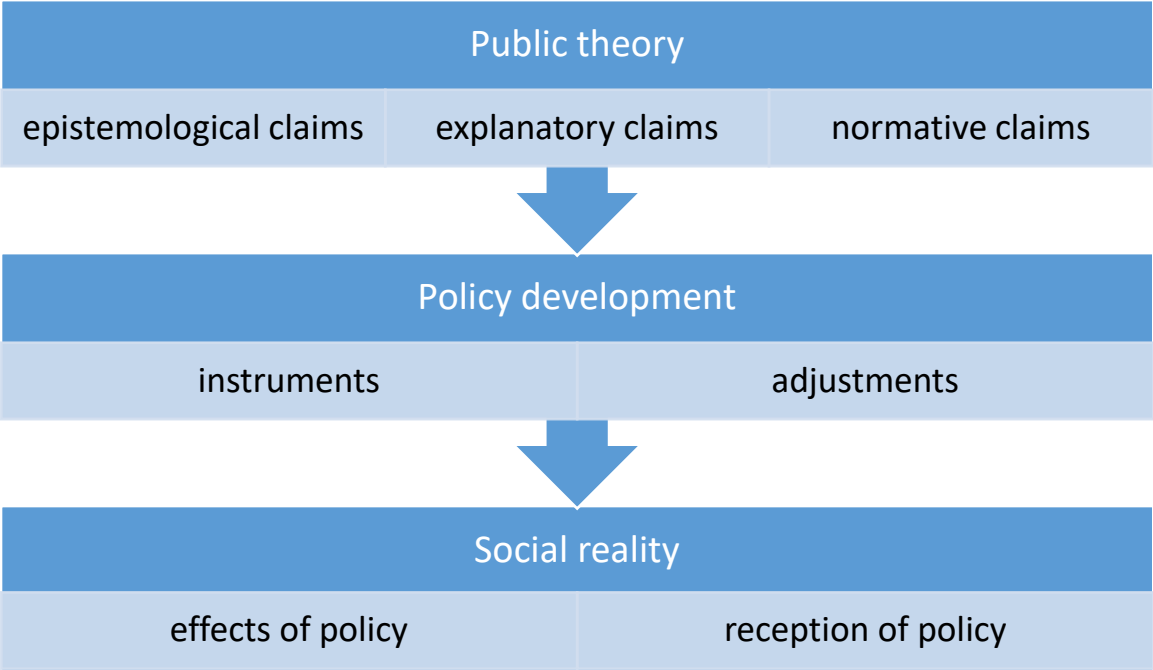 Public theory
epistemological claims
explanatory claims
normative claims
Policy development
instruments
adjustments
Social reality
effects of policy
reception of policy